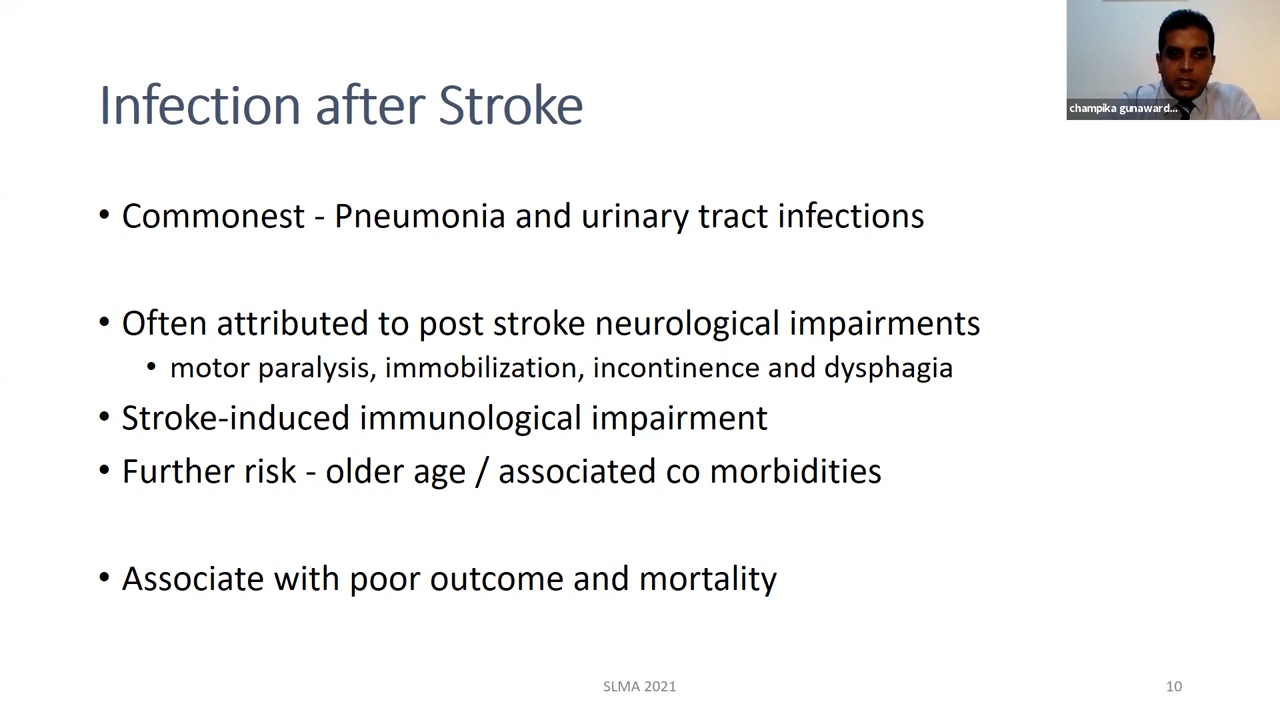 Infection after Stroke
champika gunaward...
• Commonest - Pneumonia and urinary tract infections
• Often attributed to post stroke neurological impairments
• motor paralysis, immobilization, incontinence and dysphagia
• Stroke-induced immunological impairment
• Further risk - older age / associated co morbidities
• Associate with poor outcome and mortality
SLMA 2021
10